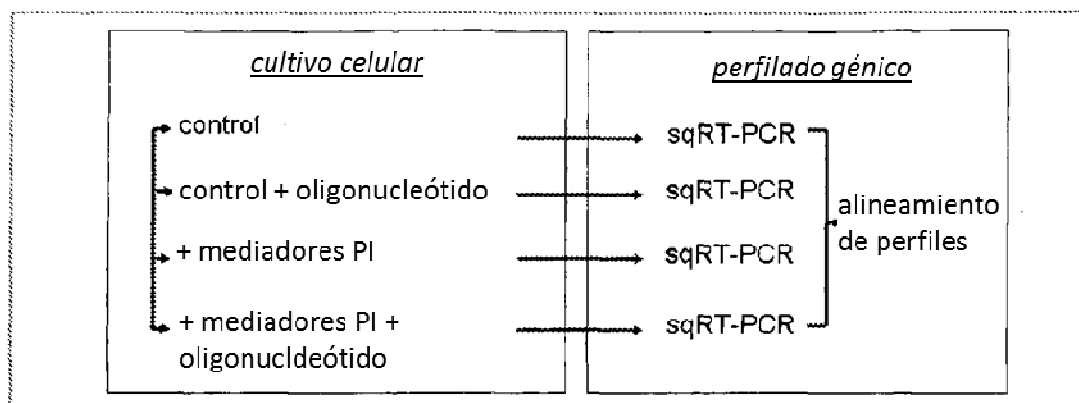 cultivo celular
control
control + oligonucleótido
+ mediadores PI
+ mediadores PI +
oligonucldeótido
perfilado génico
sqRT-PCR
sqRT-PCR
sqRT-PCR
sqRT-PCR
alineamiento
de perfiles